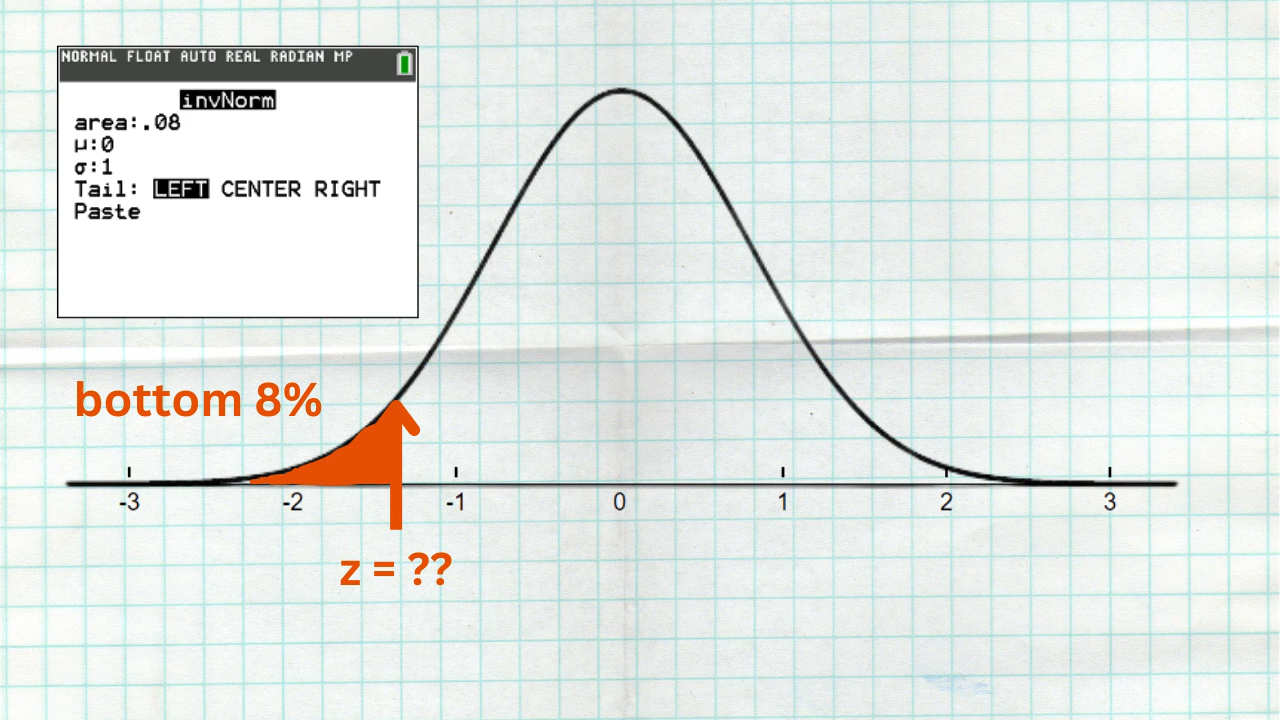 NORMAL FLOAT AUTO REAL RADIAN MP
invNorm
area:.08
μ:0
σ:1
Tail: LEFT CENTER RIGHT
Paste
bottom 8%
-3 -2 -1 0 1 2 3
z = ??